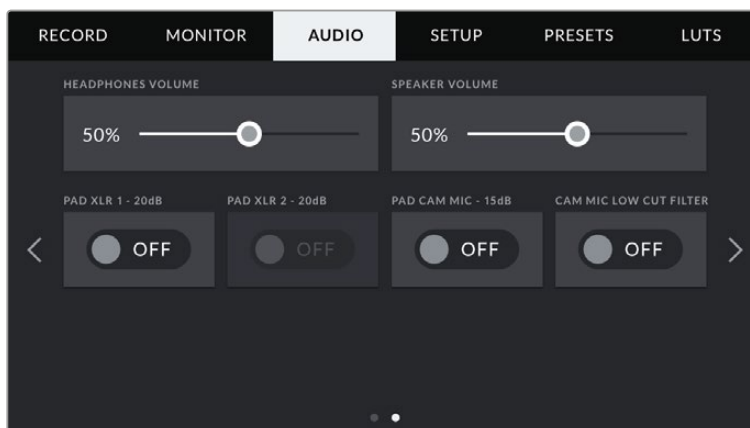 RECORD MONITOR AUDIO SETUP PRESETS LUTS
HEADPHONES VOLUME SPEAKER VOLUME
50% 50%
PAD XLR 1 - 20dB PAD XLR 2 - 20dB PAD CAM MIC - 15dB CAM MIC LOW CUT FILTER
OFF OFF OFF OFF